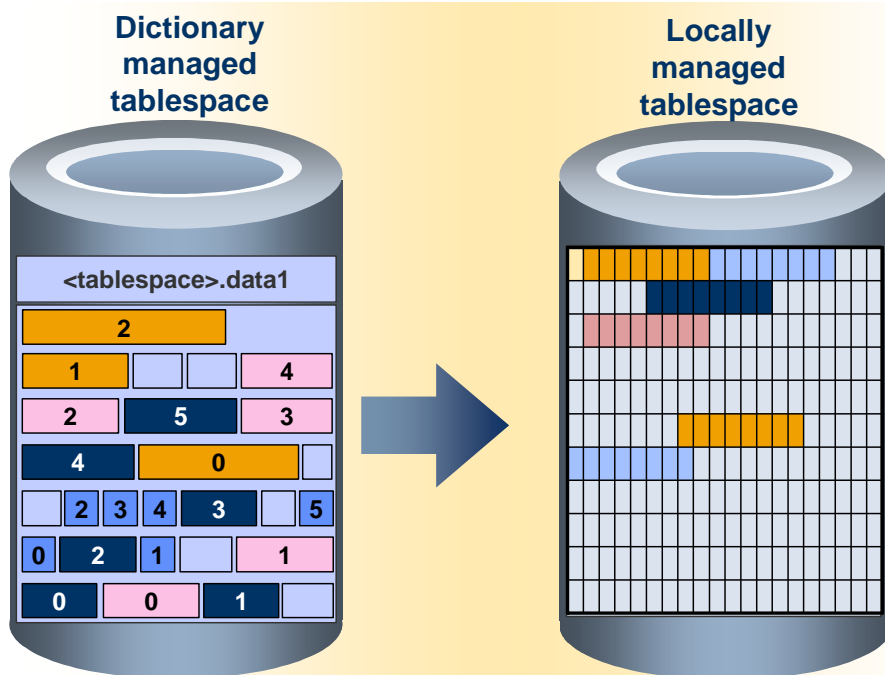 Dictionary
managed
tablespace
Locally
managed
tablespace
<tablespace>.data1
2
1 4
2 5 3
4 0
2 3 4 3 5
0 2 1 1
0 0 1